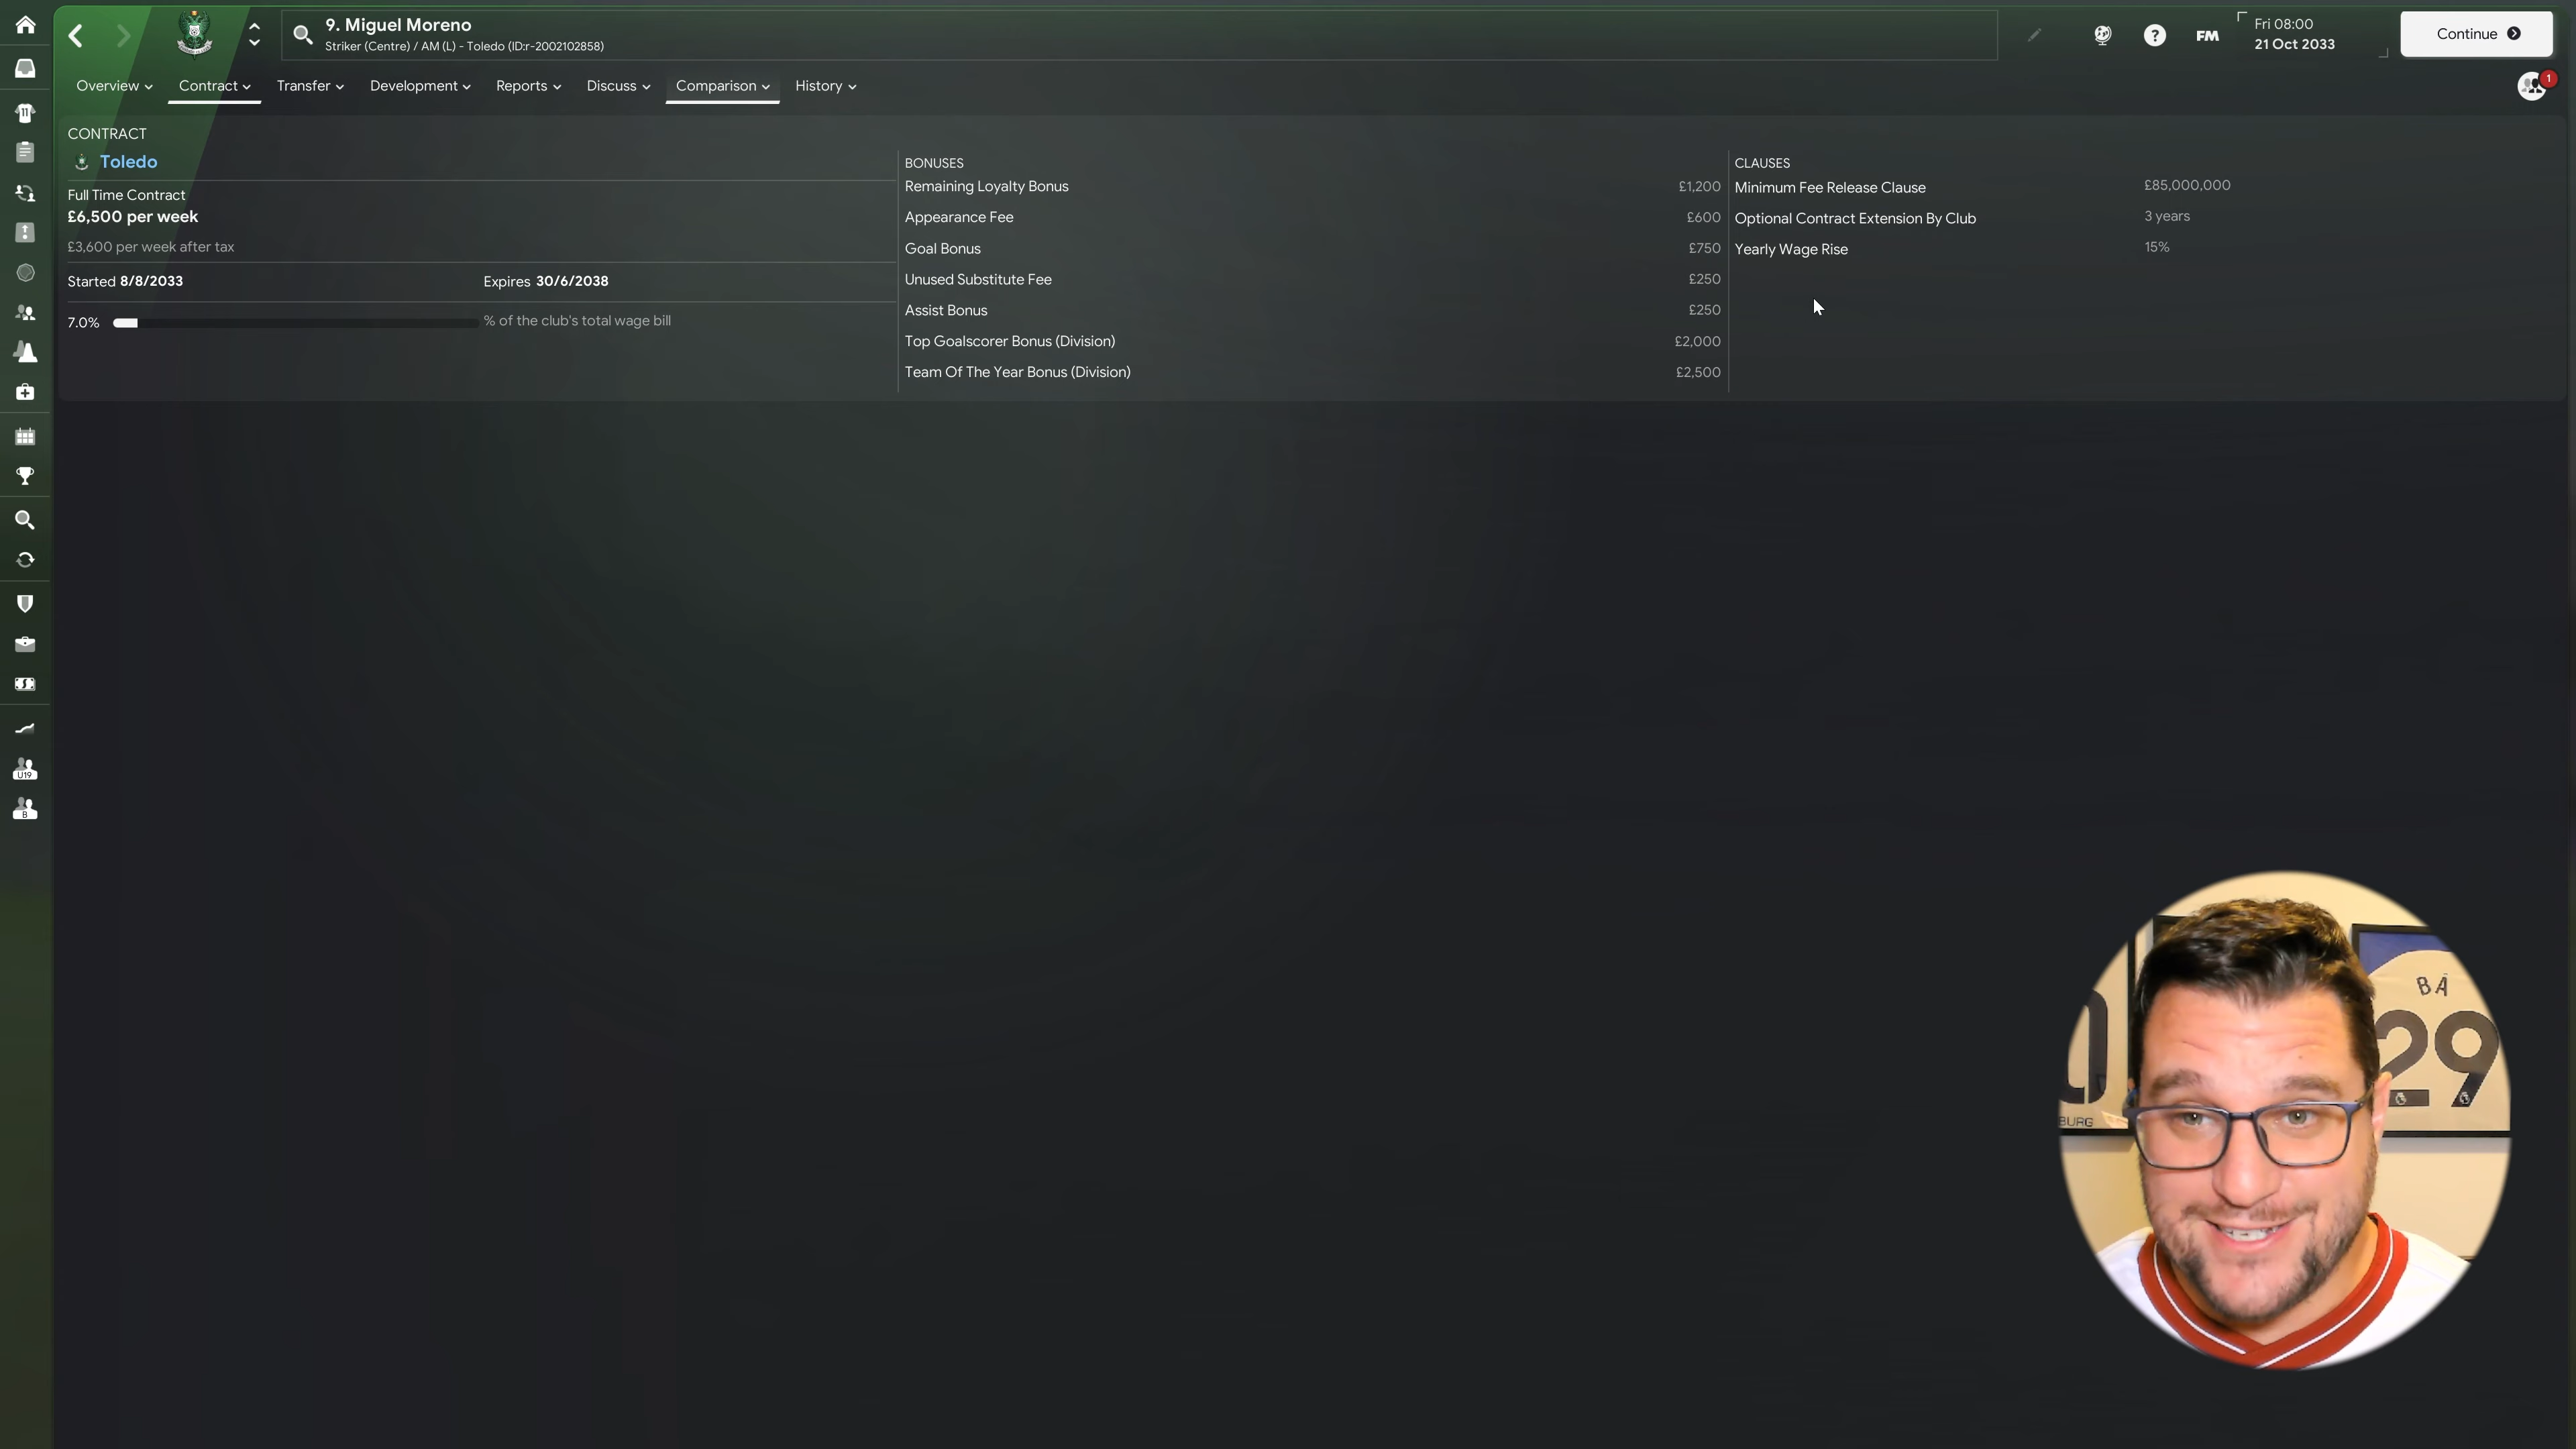 9. Miguel Moreno
Striker (Centre) / AM (L) - Toledo (ID:r-2002102858)
FM
Fri 08:00
21 Oct 2033
Continue
Overview
Contract
Transfer
Development
Reports
Discuss
Comparison
History
1
CONTRACT
Toledo
Full Time Contract
£6,500 per week
£3,600 per week after tax
Started 8/8/2033
Expires 30/6/2038
7.0%
% of the club's total wage bill
BONUSES
Remaining Loyalty Bonus £1,200
Appearance Fee £600
Goal Bonus £750
Unused Substitute Fee £250
Assist Bonus £250
Top Goalscorer Bonus (Division) £2,000
Team Of The Year Bonus (Division) £2,500
CLAUSES
Minimum Fee Release Clause £85,000,000
Optional Contract Extension By Club 3 years
Yearly Wage Rise 15%
11
U19
B
BÁ
29
BURG